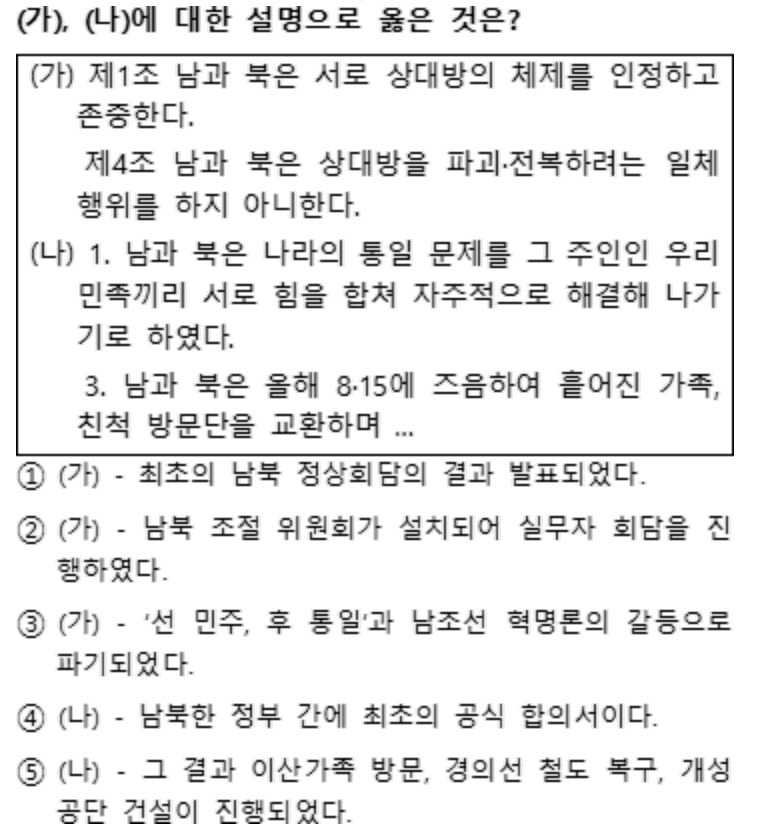 (가), (나)에 대한 설명으로 옳은 것은?
(가) 제1조 남과 북은 서로 상대방의 체제를 인정하고
존중한다.
제4조 남과 북은 상대방을 파괴·전복하려는 일체
행위를 하지 아니한다.
(나) 1. 남과 북은 나라의 통일 문제를 그 주인인 우리
민족끼리 서로 힘을 합쳐 자주적으로 해결해 나가
기로 하였다.
3. 남과 북은 올해 8·15에 즈음하여 흩어진 가족,
친척 방문단을 교환하며 ...
① (가) - 최초의 남북 정상회담의 결과 발표되었다.
② (가) - 남북 조절 위원회가 설치되어 실무자 회담을 진
행하였다.
③ (가) - '선 민주, 후 통일'과 남조선 혁명론의 갈등으로
파기되었다.
④ (나) - 남북한 정부 간에 최초의 공식 합의서이다.
⑤ (나) - 그 결과 이산가족 방문, 경의선 철도 복구, 개성
공단 건설이 진행되었다.